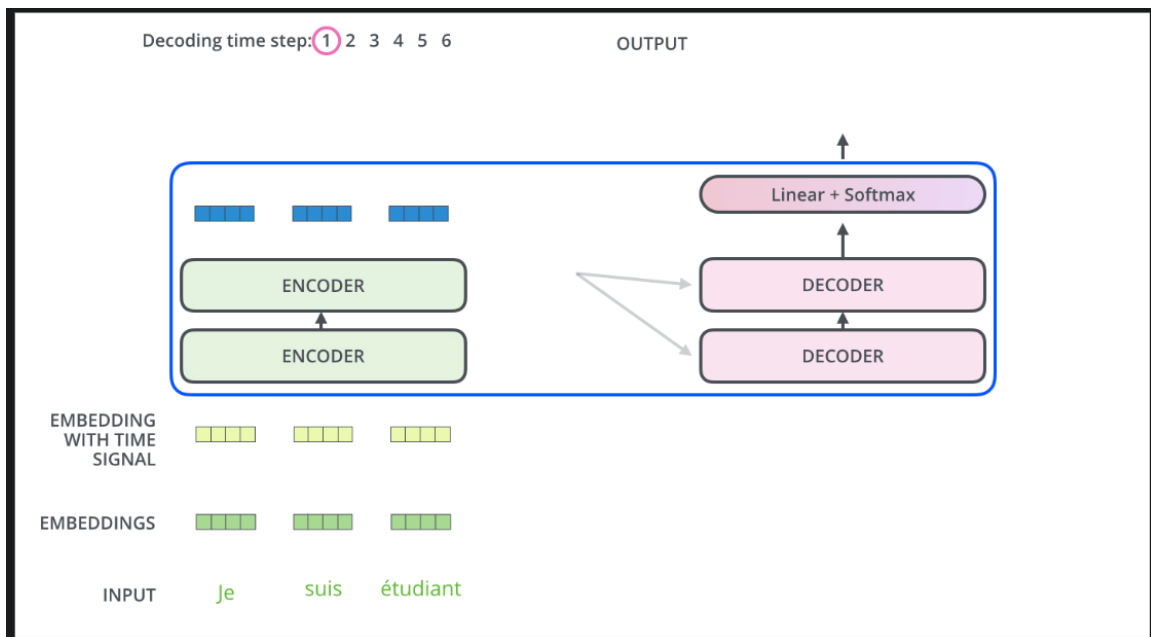 Decoding time step: 1 2 3 4 5 6
OUTPUT
Linear + Softmax
ENCODER
DECODER
ENCODER
DECODER
EMBEDDING
WITH TIME
SIGNAL
EMBEDDINGS
INPUT
Je suis étudiant